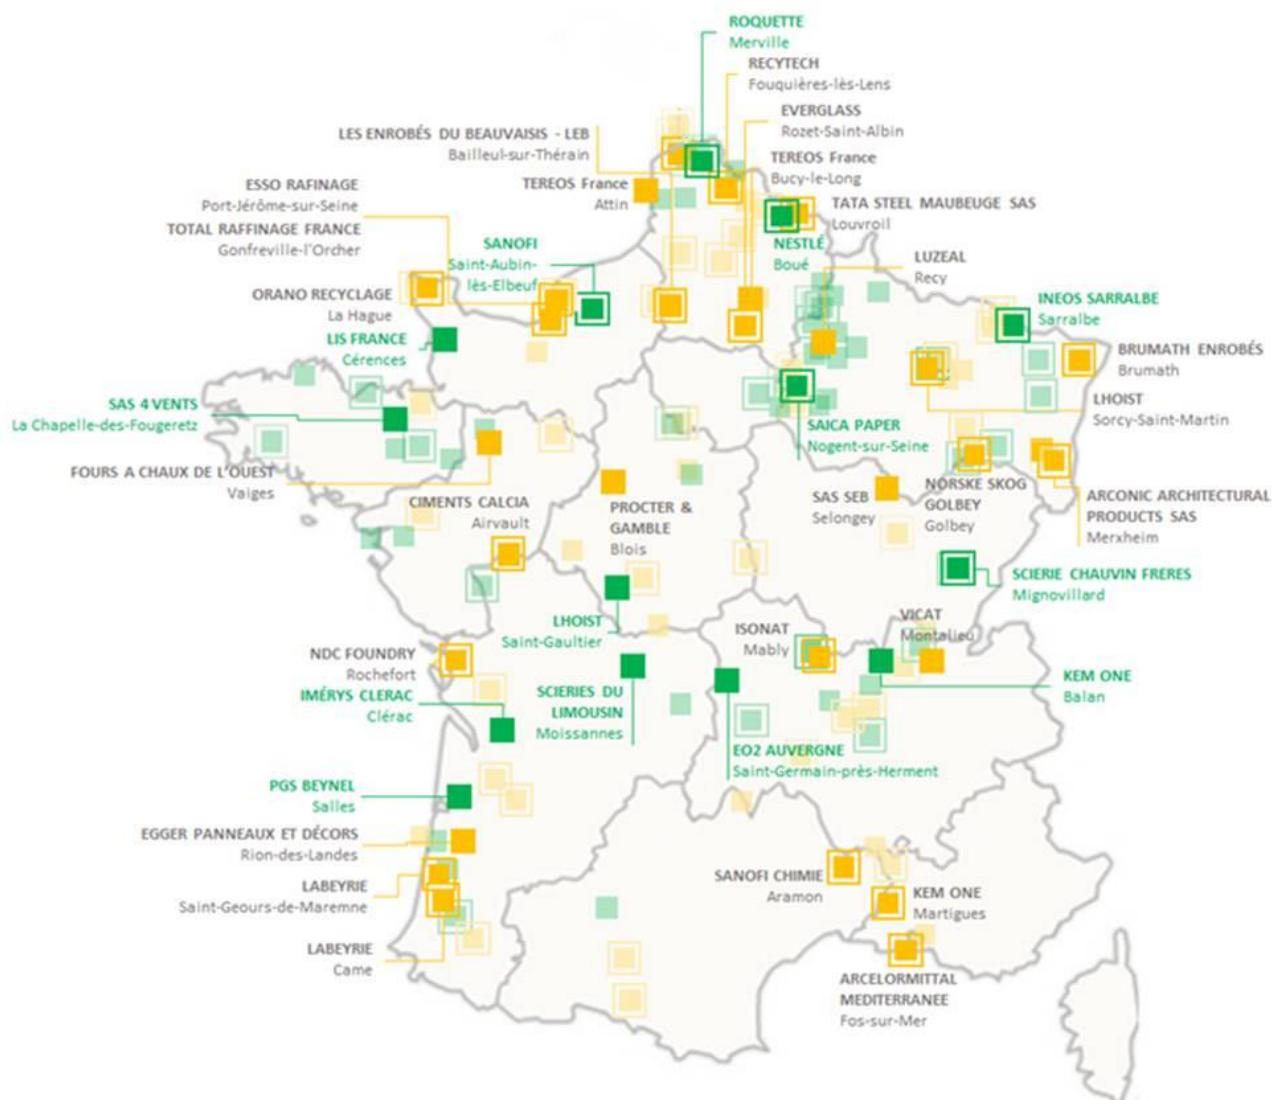 ROQUETTE
Merville
RECYTECH
Fouquières-lès-Lens
EVERGLASS
Rozet-Saint-Albin
LES ENROBÉS DU BEAUVAISIS - LEB
Bailleul-sur-Thérain
TEREOS France
Bucy-le-Long
TEREOS France
Attin
ESSO RAFINAGE
Port-Jérôme-sur-Seine
TATA STEEL MAUBEUGE SAS
Louvroil
TOTAL RAFFINAGE FRANCE
Gonfreville-l'Orcher
SANOFI
Saint-Aubin-
lès-Elbeuf
NESTLÉ
Boué
LUZEAL
Recy
ORANO RECYCLAGE
La Hague
INEOS SARRALBE
Sarralbe
LIS FRANCE
Cérences
BRUMATH ENROBÉS
Brumath
SAS 4 VENTS
La Chapelle-des-Fougeretz
LHOIST
Sorcy-Saint-Martin
SAICA PAPER
Nogent-sur-Seine
FOURS A CHAUX DE L'OUEST
Vaiges
CIMENTS CALCIA
Airvault
PROCTER &
GAMBLE
Blois
SAS SEB
Selongey
NORSKE SKOG
GOLBEY
Golbey
ARCONIC ARCHITECTURAL
PRODUCTS SAS
Merxheim
SCIERIE CHAUVIN FRERES
Mignovillard
LHOIST
Saint-Gaultier
ISONAT
Mably
VICAT
Montalieu
NDC FOUNDRY
Rochefort
KEM ONE
Balan
IMÉRYS CLERAC
Clérac
SCIERIES DU
LIMOUSIN
Moissannes
EO2 AUVERGNE
Saint-Germain-près-Herment
PGS BEYNEL
Salles
EGGER PANNEAUX ET DÉCORS
Rion-des-Landes
LABEYRIE
Saint-Geours-de-Maremne
SANOFI CHIMIE
Aramon
KEM ONE
Martigues
LABEYRIE
Came
ARCELORMITTAL
MEDITERRANEE
Fos-sur-Mer